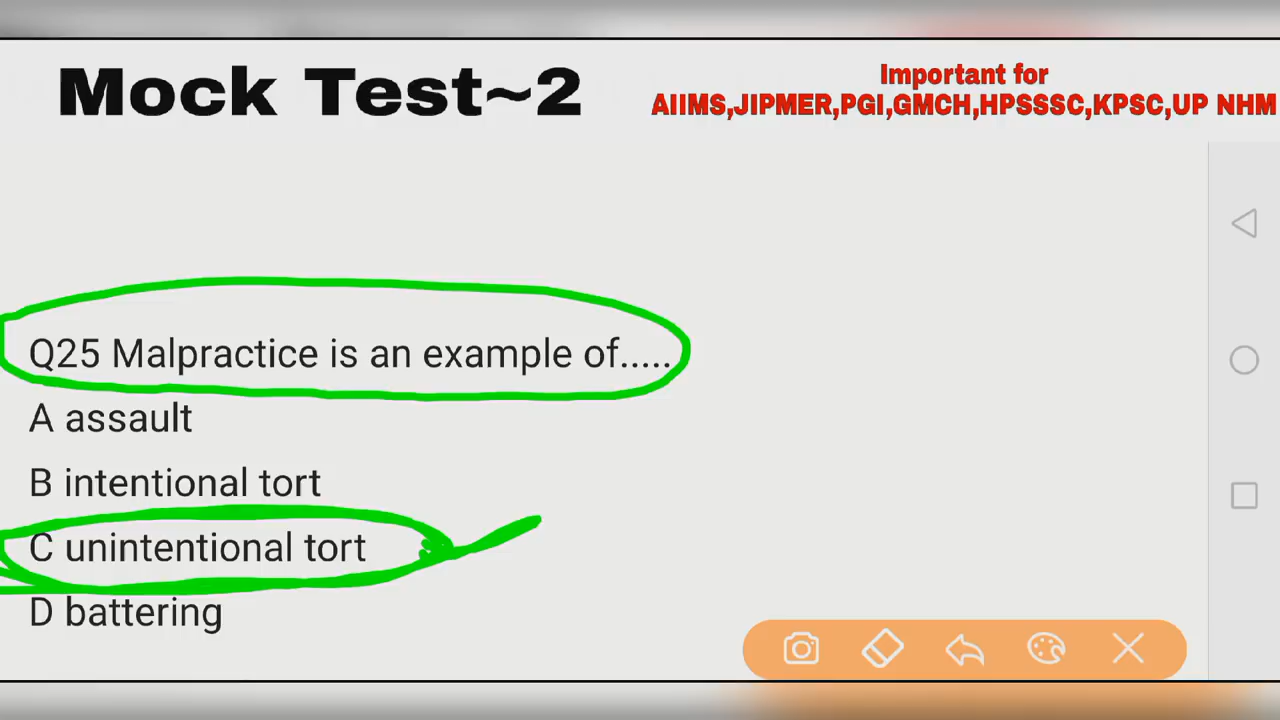 Mock Test~2
Important for
AIIMS,JIPMER,PGI,GMCH,HPSSSC,KPSC,UP NHM
Q25 Malpractice is an example of.....
A assault
B intentional tort
C unintentional tort
D battering